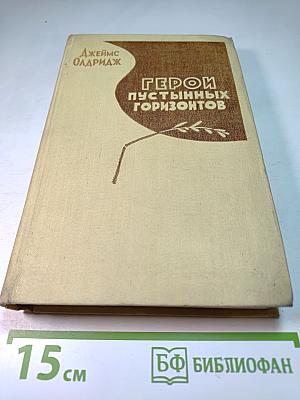 Джеймс
Олдридж
ГЕРОИ
ПУСТЫННЫХ
ГОРИЗОНТОВ
15 см
БФ БИБЛИОФАН